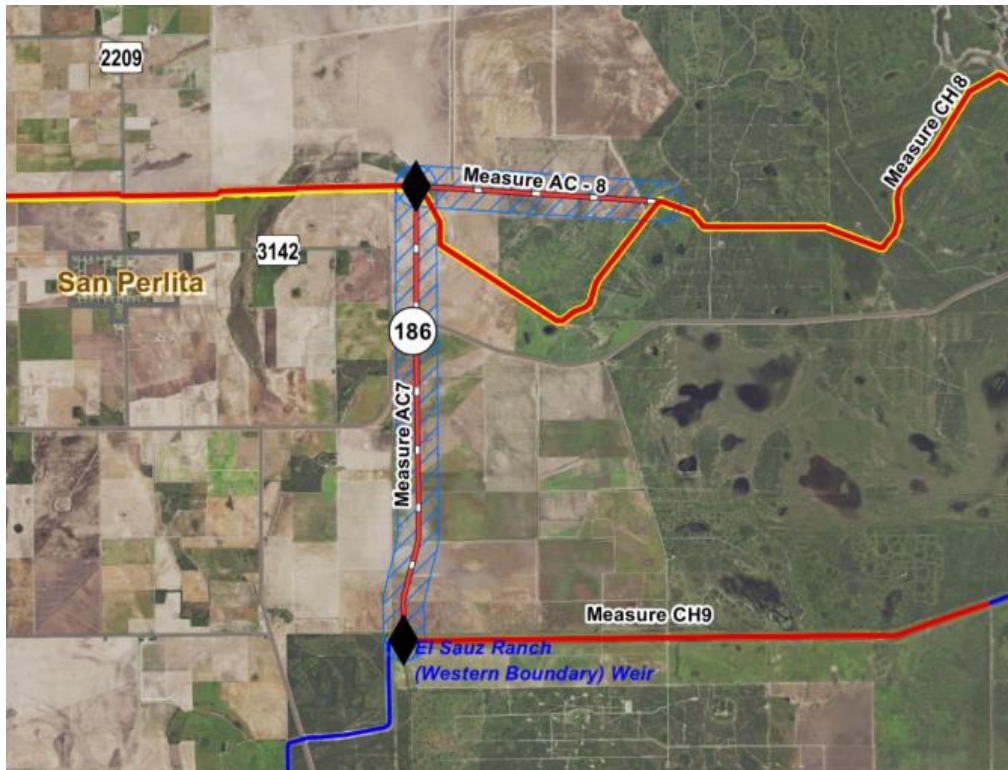 2209
Measure CH 8
Measure AC - 8
3142
San Perlita
186
Measure AC7
Measure CH9
El Sauz Ranch
(Western Boundary) Weir